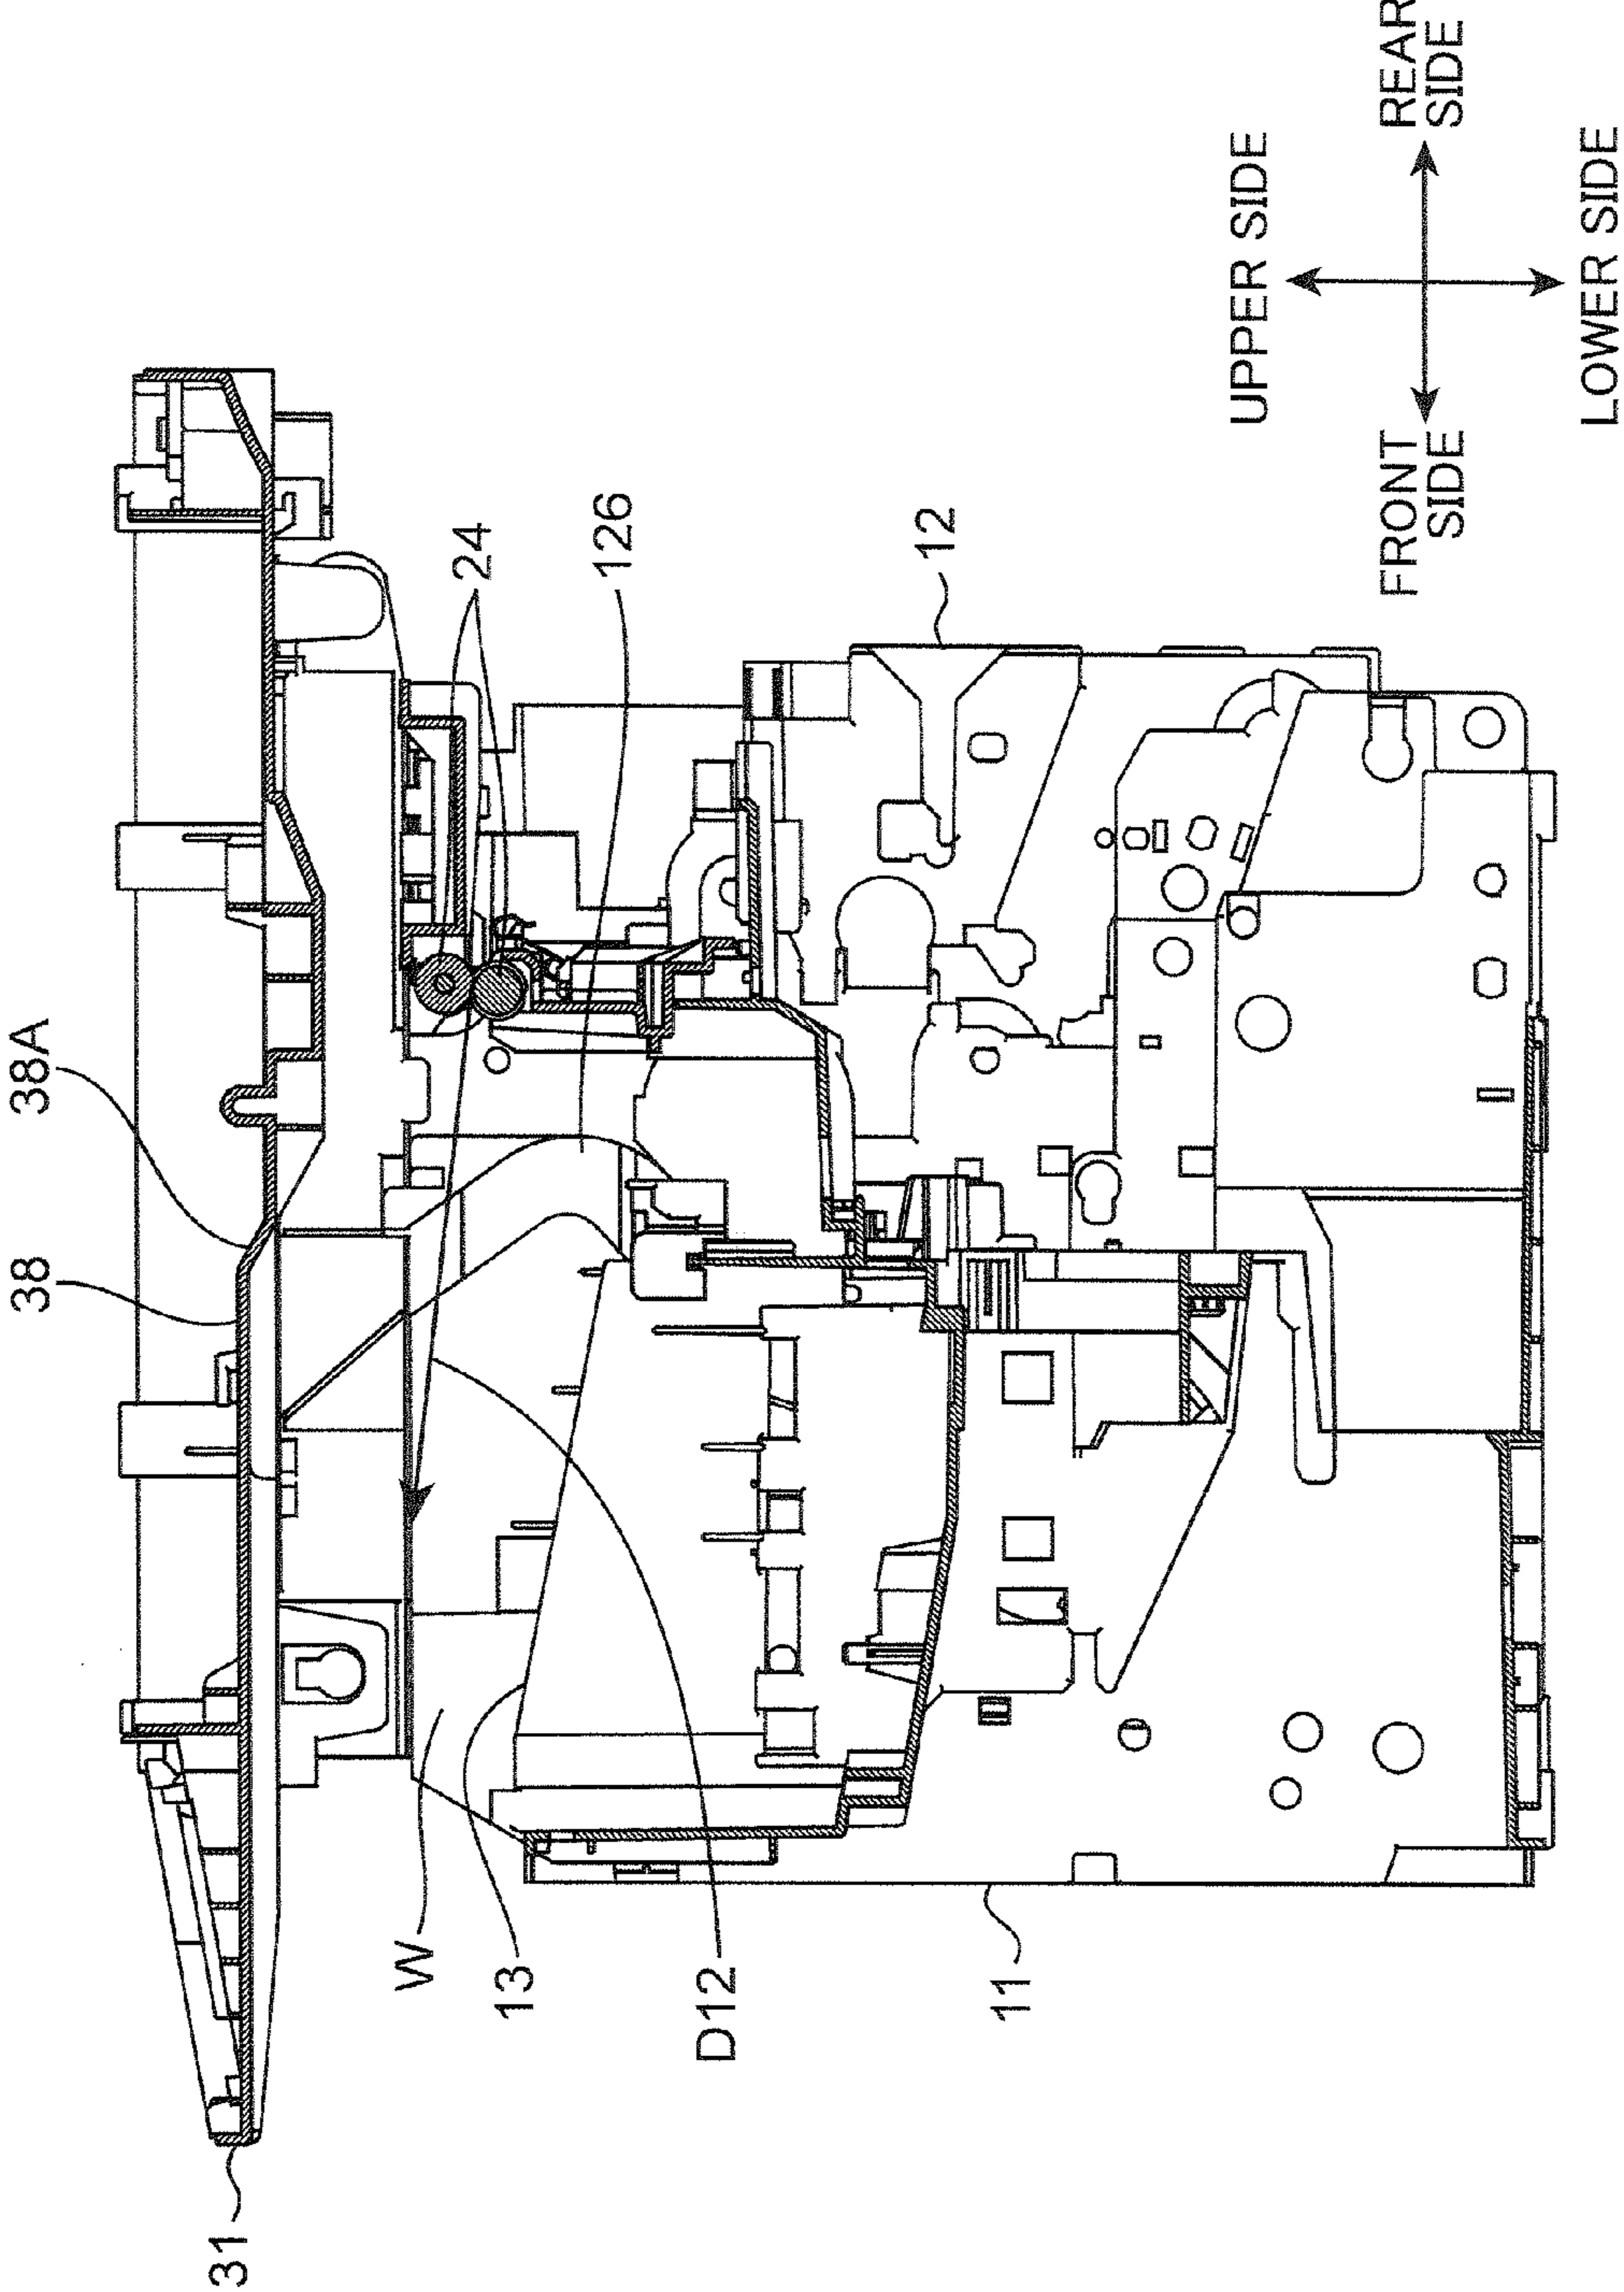 38
38A
24
126
12
31
W
13
D12
11
UPPER SIDE
FRONT
SIDE
REAR
SIDE
LOWER SIDE